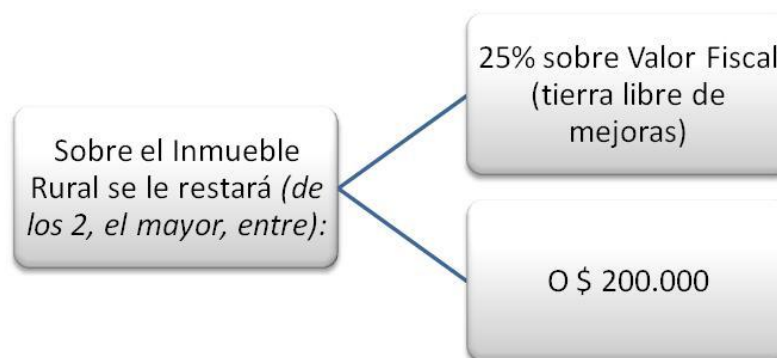 Sobre el Inmueble
Rural se le restará (de
los 2, el mayor, entre):
25% sobre Valor Fiscal
(tierra libre de
mejoras)
O $ 200.000